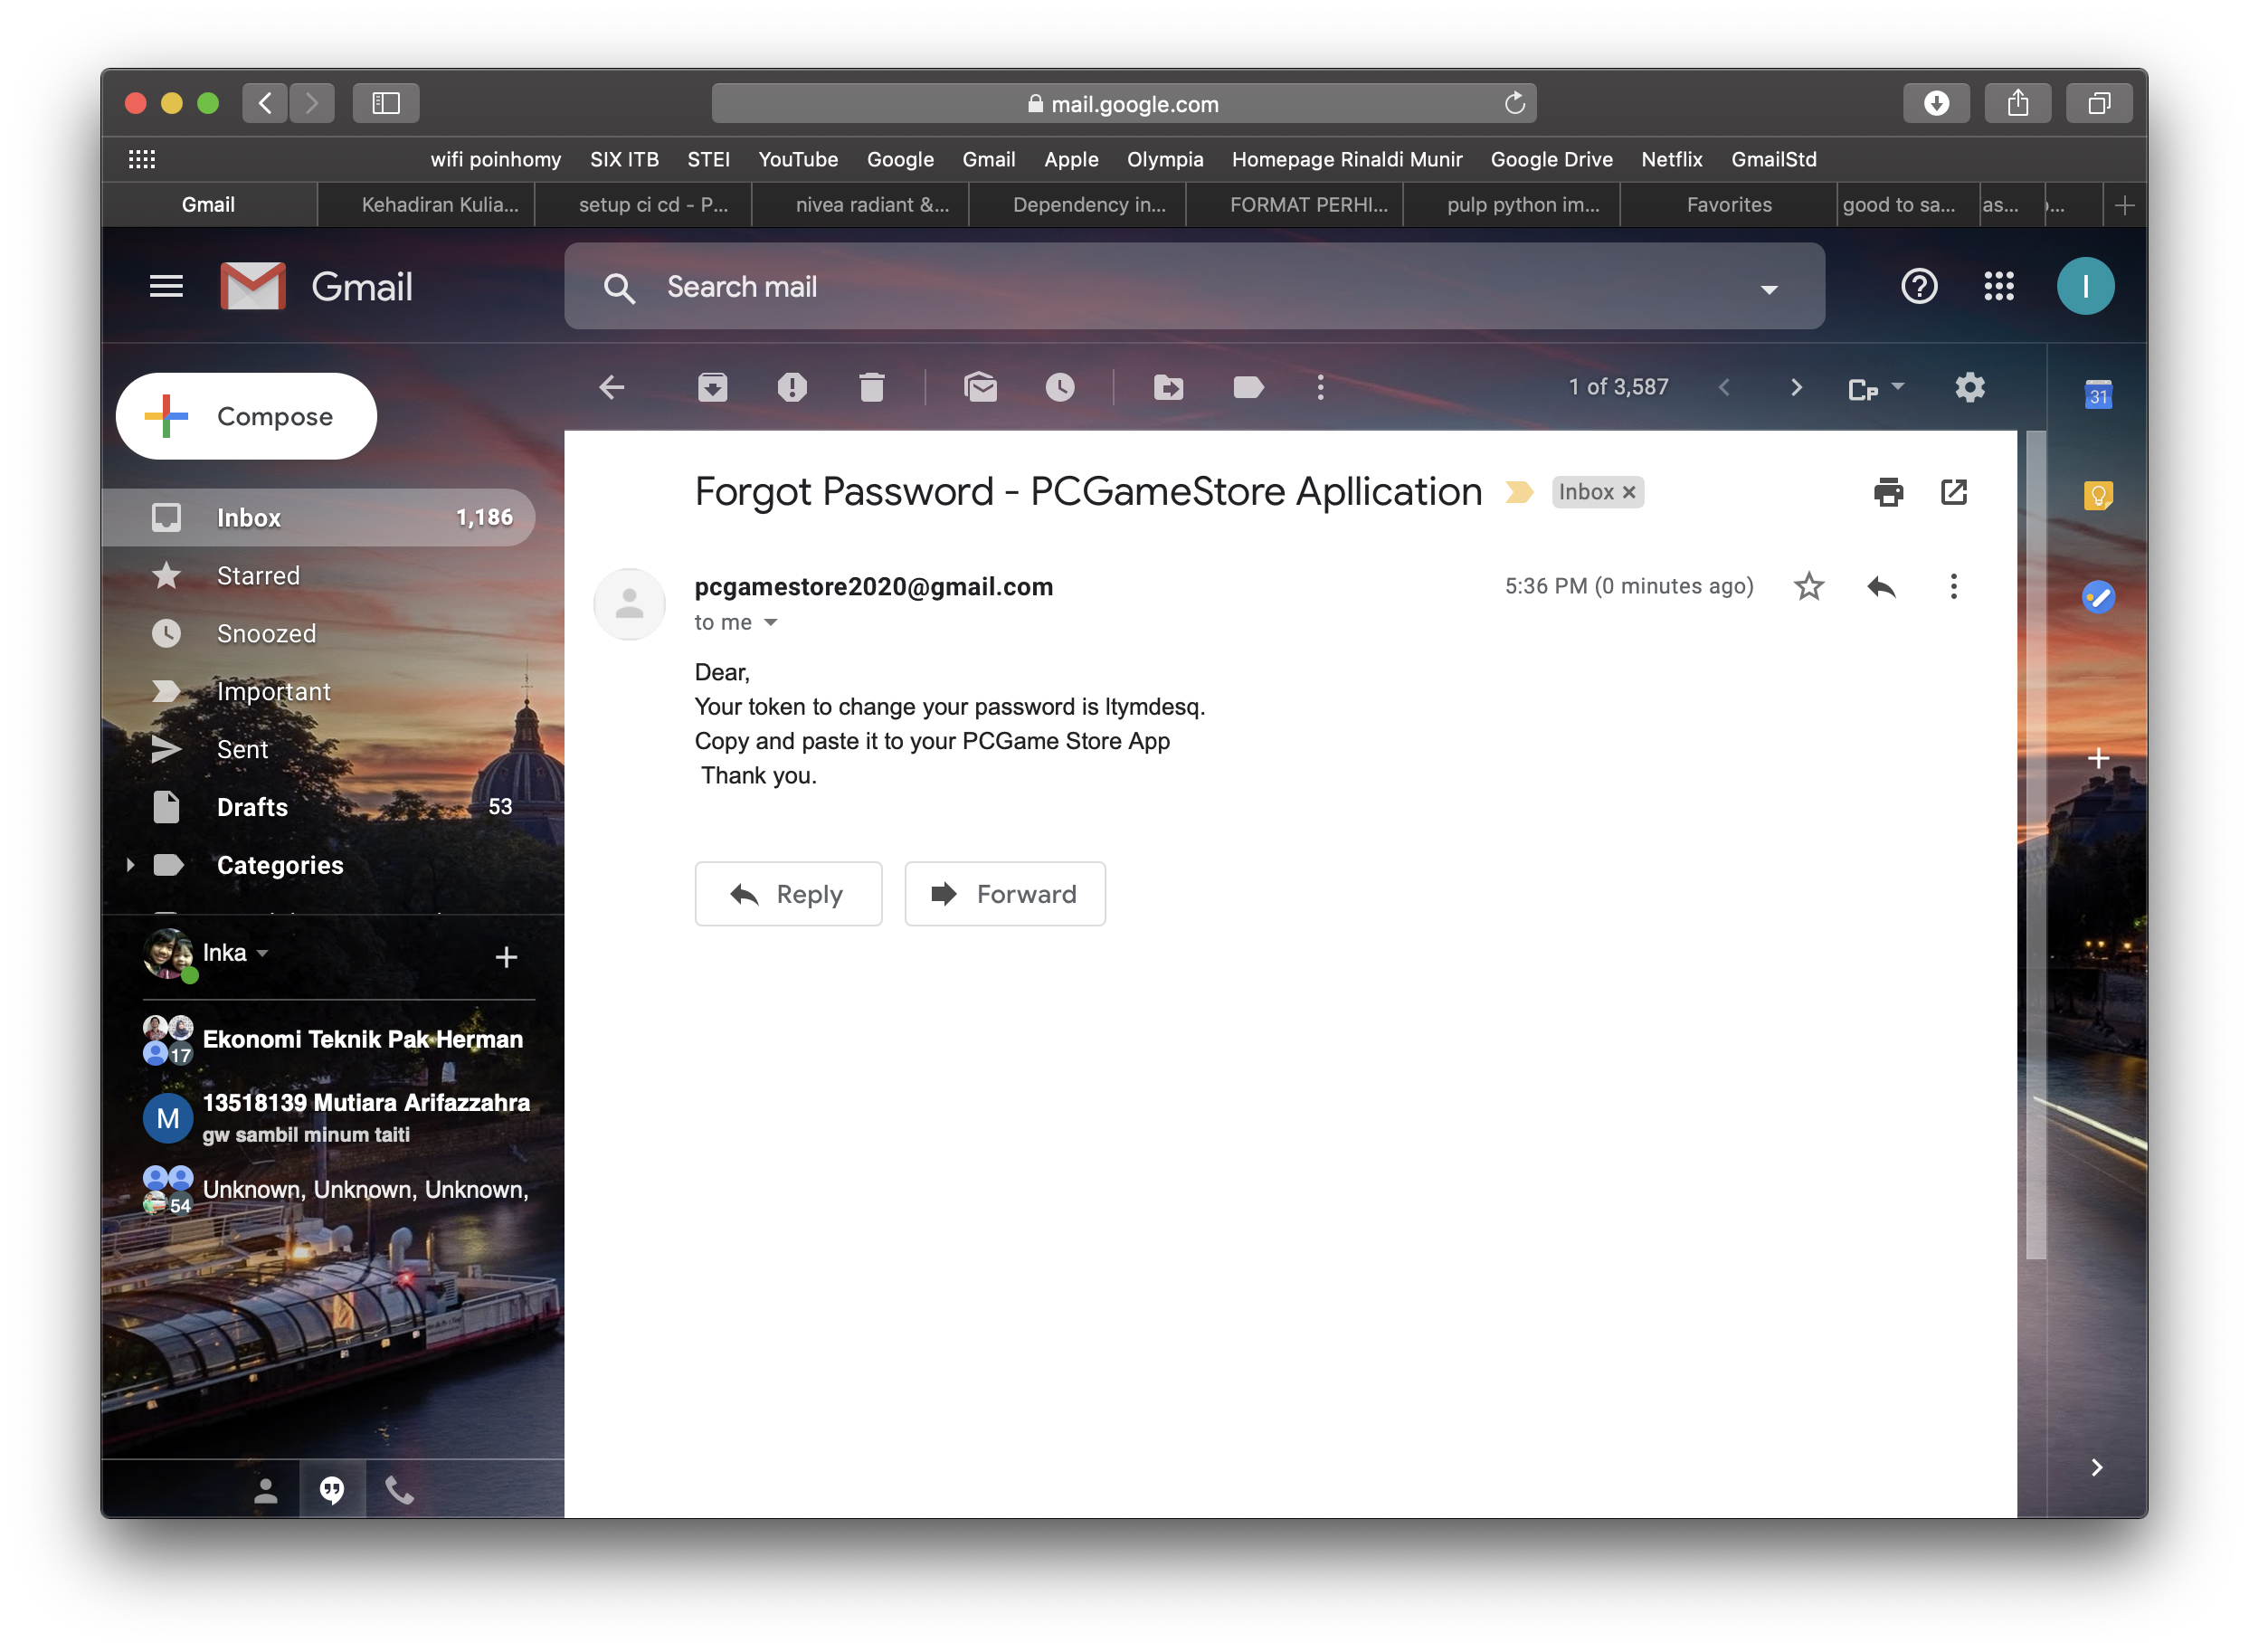 mail.google.com
wifi poinhomy SIX ITB STEI YouTube Google Gmail Apple Olympia Homepage Rinaldi Munir Google Drive Netflix GmailStd
Gmail Kehadiran Kulia... setup ci cd - P... nivea radiant &... Dependency in... FORMAT PERHI... pulp python im... Favorites good to sa... as...
Gmail
Search mail
I
Compose
1 of 3,587
31
Forgot Password - PCGameStore Apllication
Inbox
Inbox 1,186
Starred
Snoozed
Important
Sent
Drafts 53
Categories
pcgamestore2020@gmail.com
5:36 PM (0 minutes ago)
to me
Dear,
Your token to change your password is ltymdesq.
Copy and paste it to your PCGame Store App
Thank you.
Reply
Forward
Inka
17 Ekonomi Teknik Pak Herman
M 13518139 Mutiara Arifazzahra
gw sambil minum taiti
54 Unknown, Unknown, Unknown,